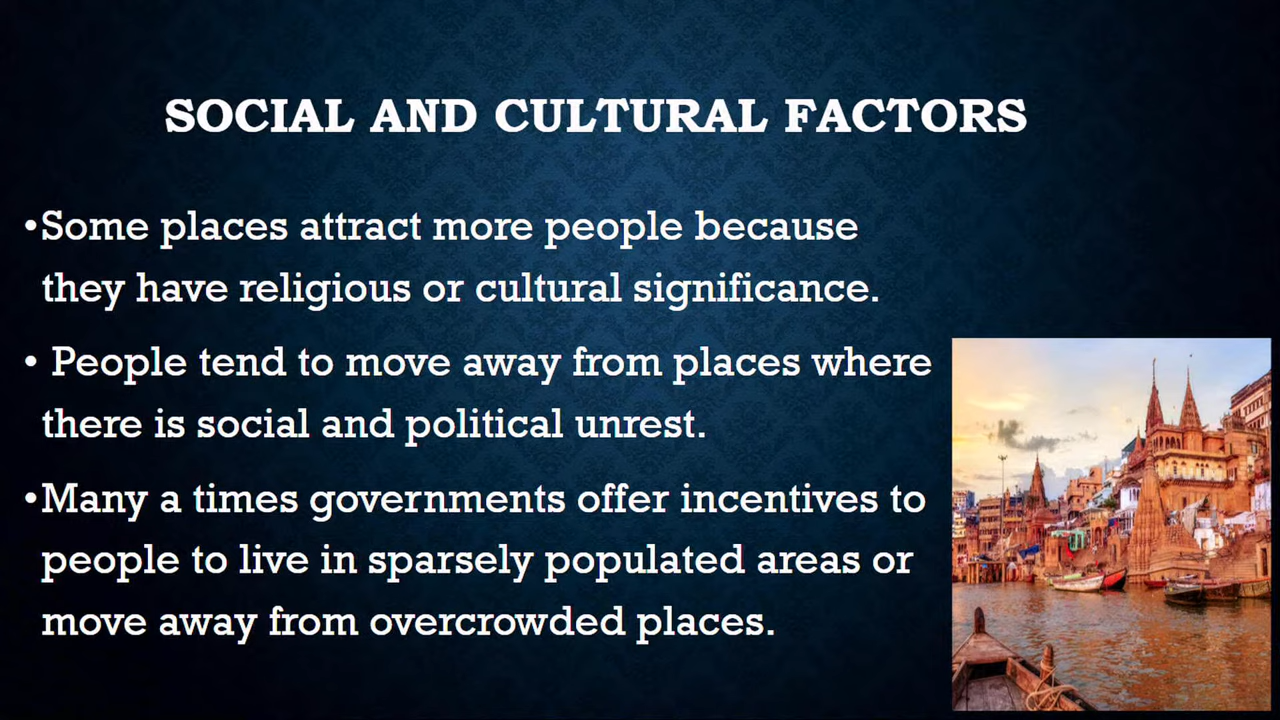 SOCIAL AND CULTURAL FACTORS
•Some places attract more people because
they have religious or cultural significance.
• People tend to move away from places where
there is social and political unrest.
•Many a times governments offer incentives to
people to live in sparsely populated areas or
move away from overcrowded places.